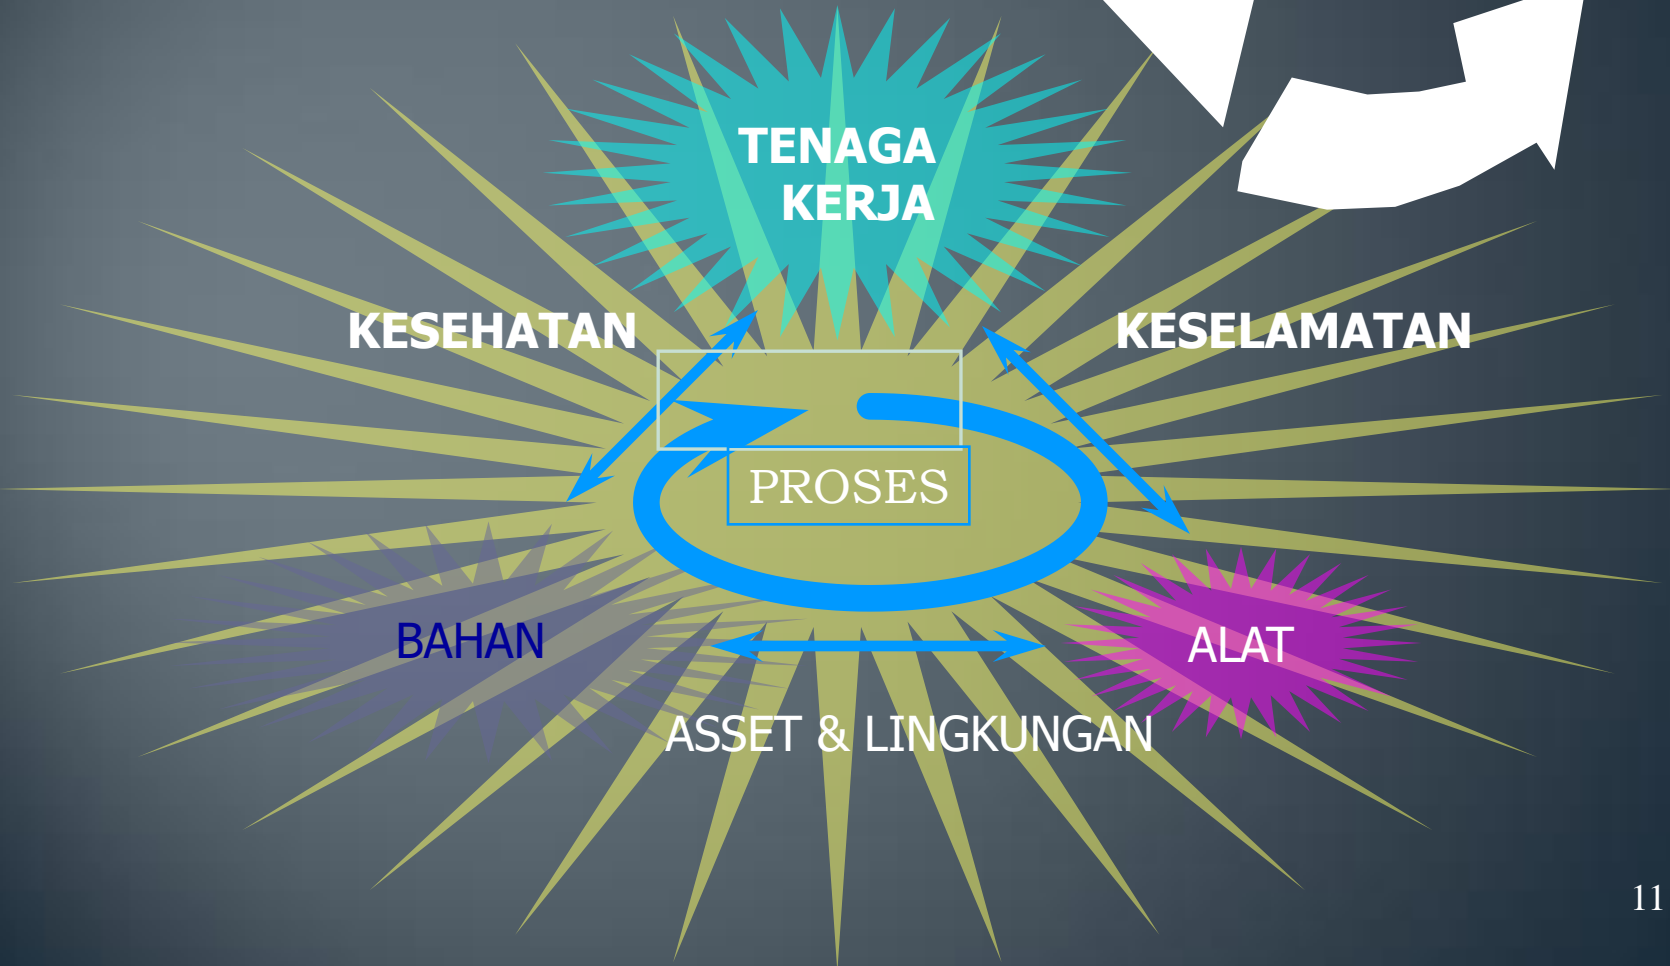 TENAGA
KERJA
KESEHATAN
KESELAMATAN
PROSES
BAHAN
ALAT
ASSET & LINGKUNGAN
11